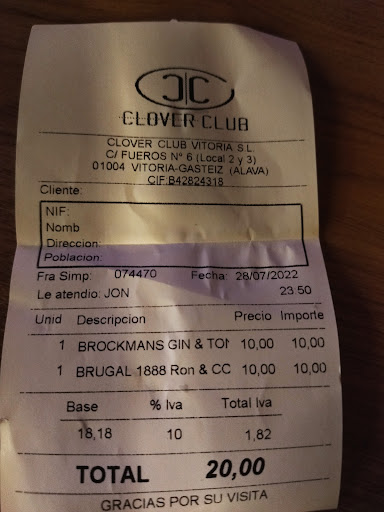 CLOVER CLUB
CLOVER CLUB VITORIA S.L.
C/ FUEROS Nº 6 (Local 2 y 3)
01004 VITORIA-GASTEIZ (ALAVA)
CIF:B42824318
Cliente:
NIF:
Nomb
Direccion:
Poblacion:
Fra Simp: 074470 Fecha: 28/07/2022
Le atendio: JON 23:50
Unid Descripcion Precio Importe
1 BROCKMANS GIN & TON 10,00 10,00
1 BRUGAL 1888 Ron & CO 10,00 10,00
Base % Iva Total Iva
18,18 10 1,82
TOTAL 20,00
GRACIAS POR SU VISITA